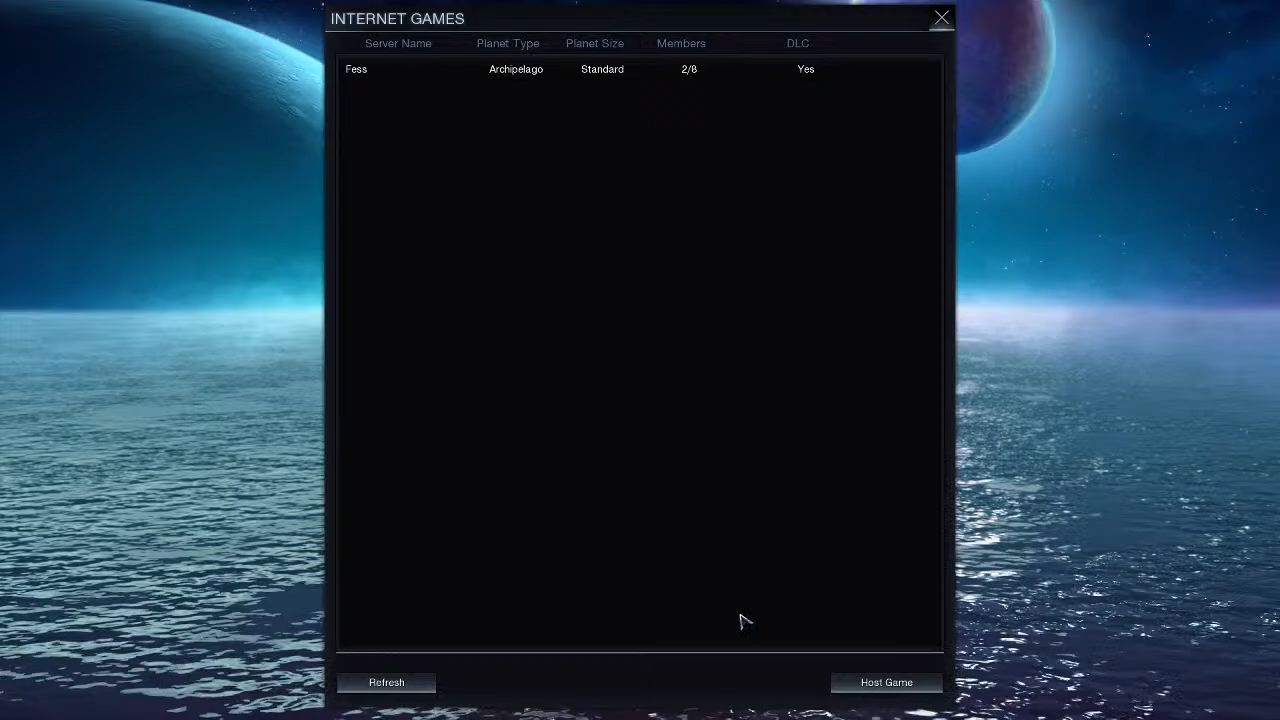 INTERNET GAMES
Server Name Planet Type Planet Size Members DLC
Fess Archipelago Standard 2/8 Yes
Refresh Host Game